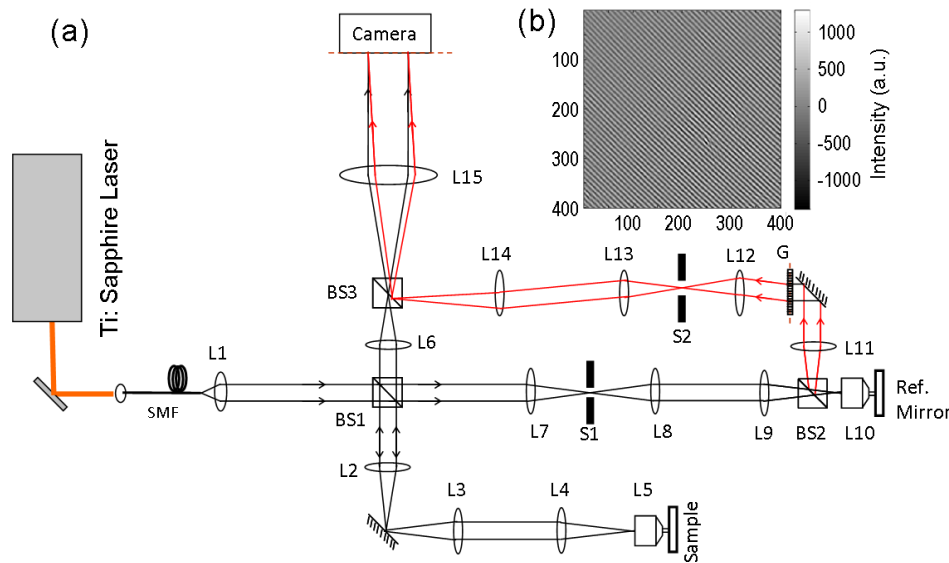 (a)
Camera
(b)
100
200
300
400
100 200 300 400
1000
500
0
-500
-1000
Intensity (a.u.)
Ti: Sapphire Laser
L15
L14
L13
L12
G
BS3
S2
L6
L11
L1
SMF
BS1
L7
S1
L8
L9
BS2
L10
Ref.
Mirror
L2
L3
L4
L5
Sample